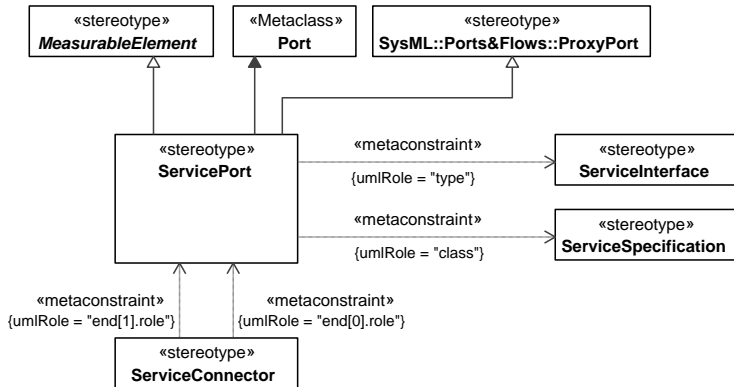 «stereotype»
MeasurableElement
«Metaclass»
Port
«stereotype»
SysML::Ports&Flows::ProxyPort
«stereotype»
ServicePort
«metaconstraint»
{umlRole = "type"}
«stereotype»
ServiceInterface
«metaconstraint»
{umlRole = "class"}
«stereotype»
ServiceSpecification
«metaconstraint»
{umlRole = "end[1].role"}
«metaconstraint»
{umlRole = "end[0].role"}
«stereotype»
ServiceConnector